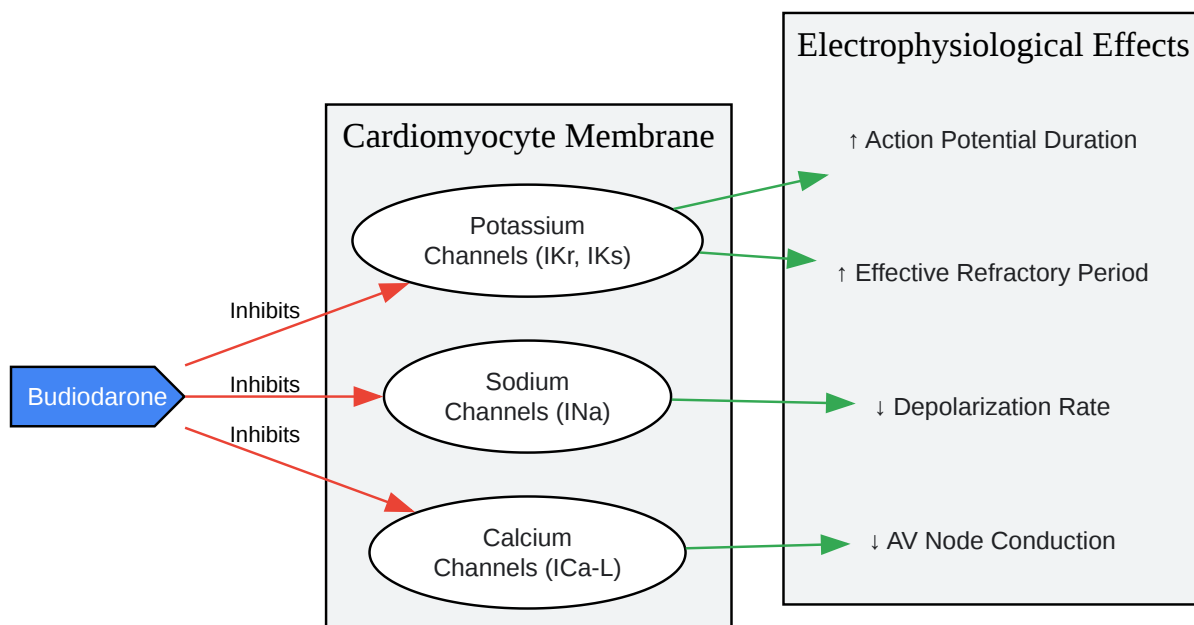 Electrophysiological Effects
Cardiomyocyte Membrane
↑ Action Potential Duration
Potassium
Channels (IKr, IKs)
↑ Effective Refractory Period
Inhibits
Budiodarone
Inhibits
Sodium
Channels (INa)
↓ Depolarization Rate
Inhibits
Calcium
Channels (ICa-L)
↓ AV Node Conduction